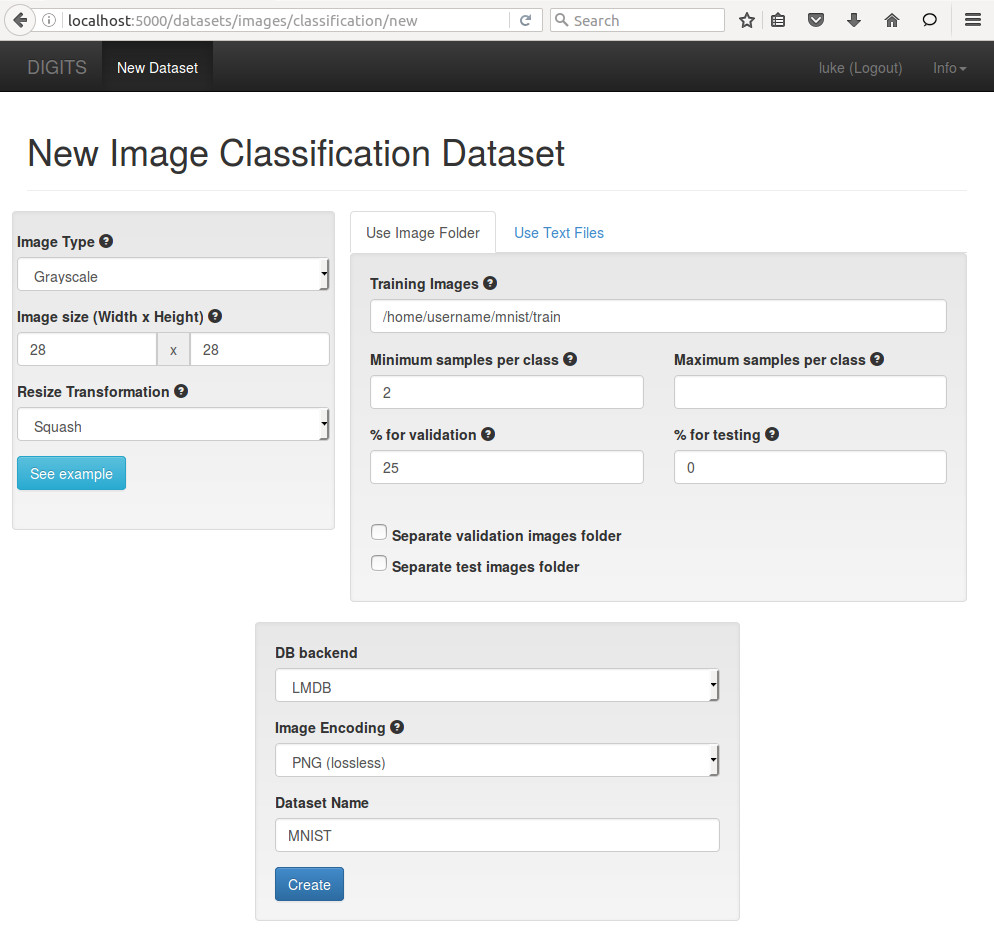 localhost:5000/datasets/images/classification/new
Search
DIGITS
New Dataset
luke (Logout)
Info
New Image Classification Dataset
Image Type
Grayscale
Image size (Width x Height)
28 x 28
Resize Transformation
Squash
See example
Use Image Folder
Use Text Files
Training Images
/home/username/mnist/train
Minimum samples per class
2
Maximum samples per class
% for validation
25
% for testing
0
Separate validation images folder
Separate test images folder
DB backend
LMDB
Image Encoding
PNG (lossless)
Dataset Name
MNIST
Create